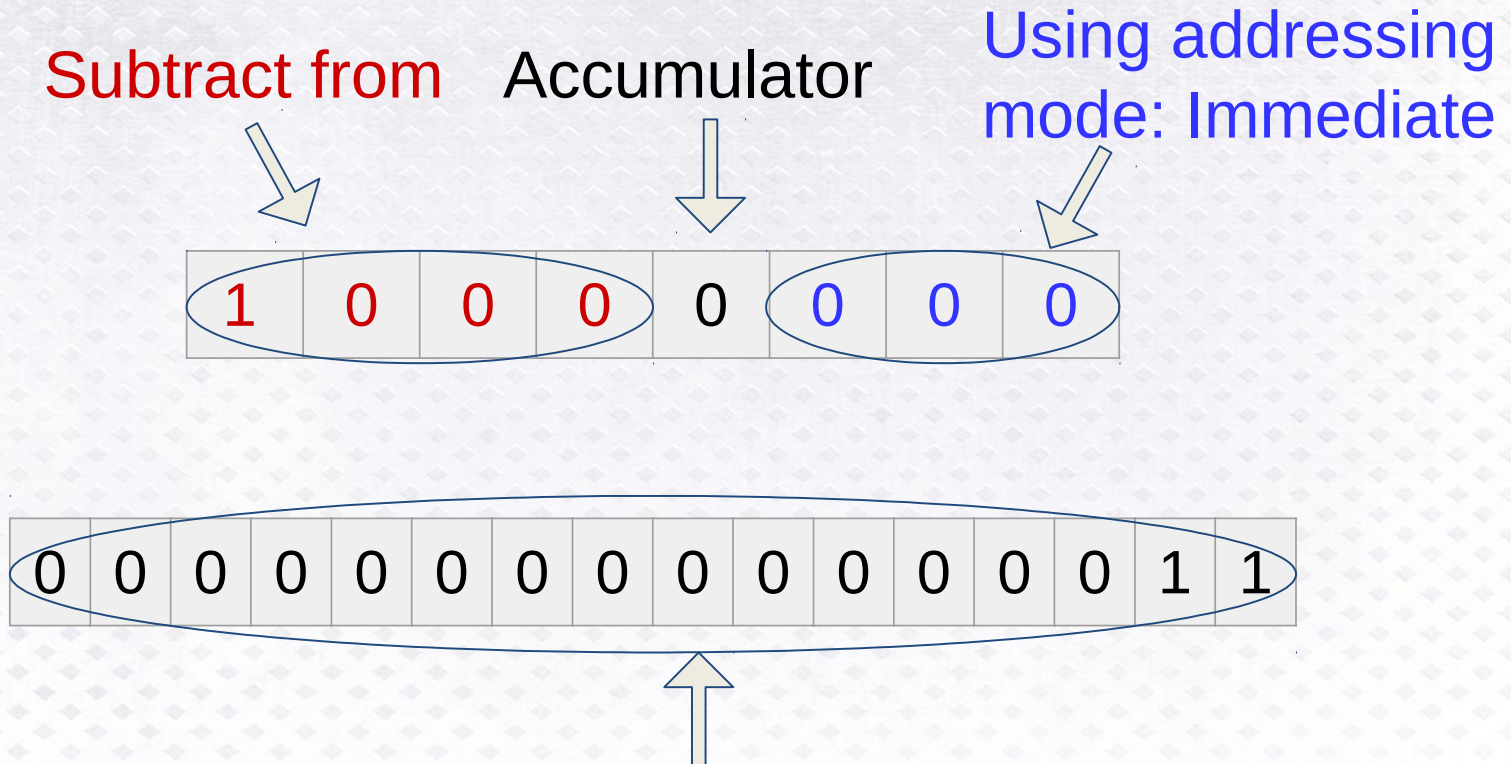 Subtract from Accumulator Using addressing
mode: Immediate
1 0 0 0 0 0 0 0
0 0 0 0 0 0 0 0 0 0 0 0 0 0 1 1